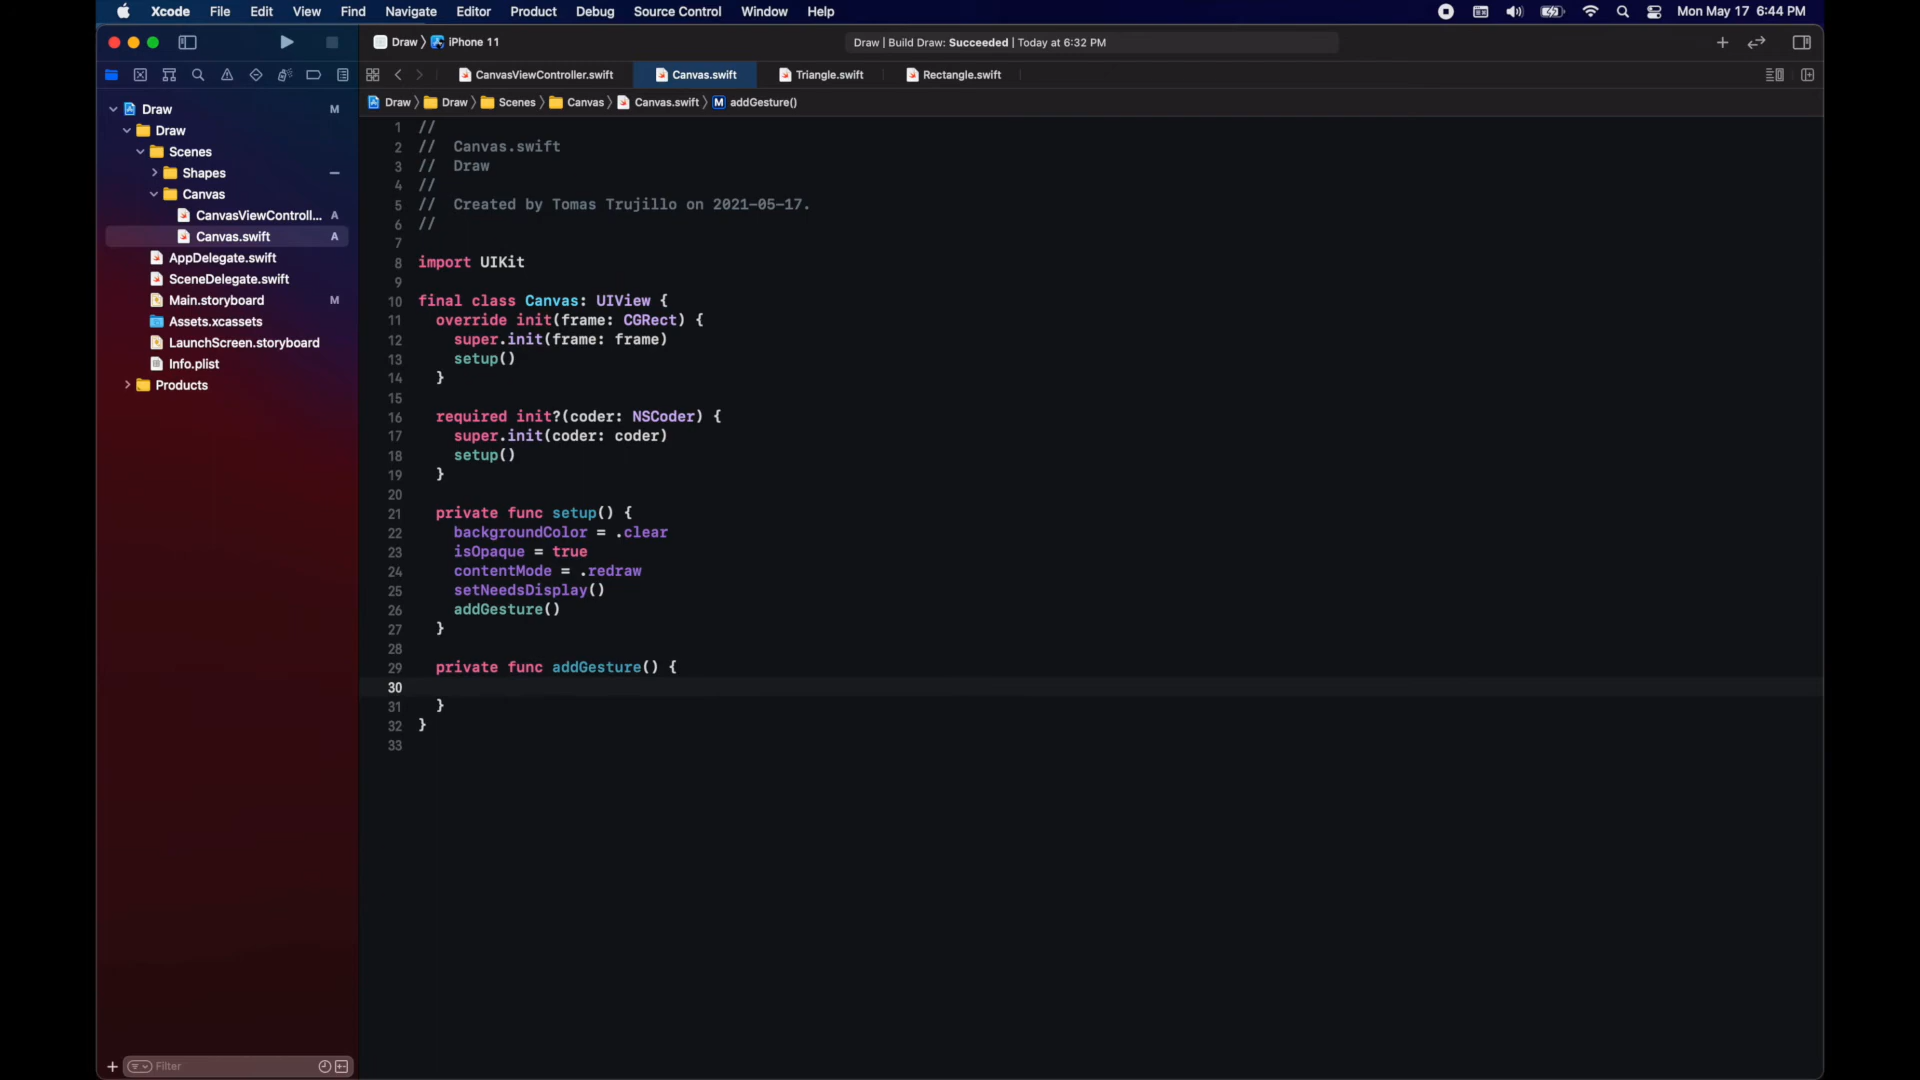 Xcode File Edit View Find Navigate Editor Product Debug Source Control Window Help Mon May 17 6:44 PM
Draw 〉 iPhone 11 Draw | Build Draw: Succeeded | Today at 6:32 PM
CanvasViewController.swift Canvas.swift Triangle.swift Rectangle.swift
Draw 〉 Draw 〉 Scenes 〉 Canvas 〉 Canvas.swift 〉 M addGesture()
Draw M
Draw
Scenes
Shapes
Canvas
CanvasViewControll... A
Canvas.swift A
AppDelegate.swift
SceneDelegate.swift
Main.storyboard M
Assets.xcassets
LaunchScreen.storyboard
Info.plist
Products
Filter
1 //
2 //  Canvas.swift
3 //  Draw
4 //
5 //  Created by Tomas Trujillo on 2021-05-17.
6 //
7
8 import UIKit
9
10 final class Canvas: UIView {
11   override init(frame: CGRect) {
12     super.init(frame: frame)
13     setup()
14   }
15
16   required init?(coder: NSCoder) {
17     super.init(coder: coder)
18     setup()
19   }
20
21   private func setup() {
22     backgroundColor = .clear
23     isOpaque = true
24     contentMode = .redraw
25     setNeedsDisplay()
26     addGesture()
27   }
28
29   private func addGesture() {
30
31   }
32 }
33